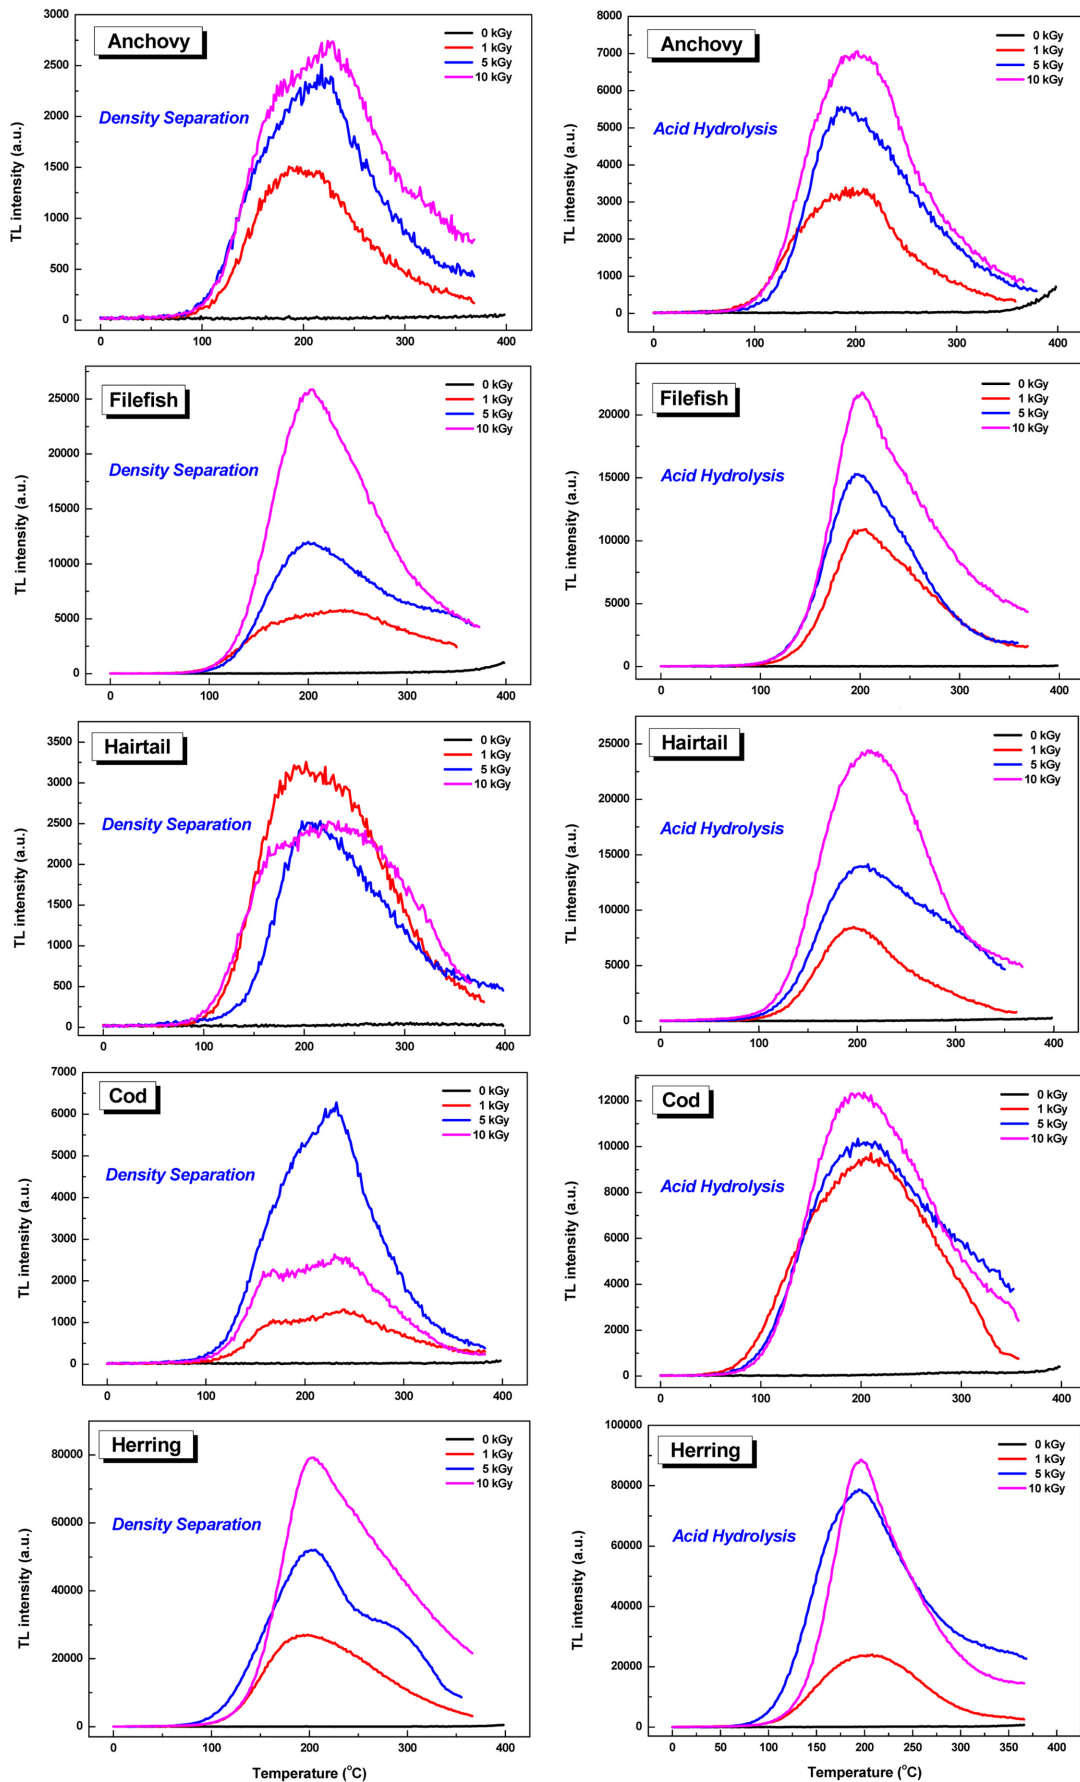 Anchovy
Density Separation
0 kGy
1 kGy
5 kGy
10 kGy
TL intensity (a.u.)
3000
2500
2000
1500
1000
500
0
0 100 200 300 400
Anchovy
Acid Hydrolysis
0 kGy
1 kGy
5 kGy
10 kGy
TL intensity (a.u.)
8000
7000
6000
5000
4000
3000
2000
1000
0
0 100 200 300 400
Filefish
Density Separation
0 kGy
1 kGy
5 kGy
10 kGy
TL intensity (a.u.)
25000
20000
15000
10000
5000
0
0 100 200 300 400
Filefish
Acid Hydrolysis
0 kGy
1 kGy
5 kGy
10 kGy
TL intensity (a.u.)
20000
15000
10000
5000
0
0 100 200 300 400
Hairtail
Density Separation
0 kGy
1 kGy
5 kGy
10 kGy
TL intensity (a.u.)
3500
3000
2500
2000
1500
1000
500
0
0 100 200 300 400
Hairtail
Acid Hydrolysis
0 kGy
1 kGy
5 kGy
10 kGy
TL intensity (a.u.)
25000
20000
15000
10000
5000
0
0 100 200 300 400
Cod
Density Separation
0 kGy
1 kGy
5 kGy
10 kGy
TL intensity (a.u.)
7000
6000
5000
4000
3000
2000
1000
0
0 100 200 300 400
Cod
Acid Hydrolysis
0 kGy
1 kGy
5 kGy
10 kGy
TL intensity (a.u.)
12000
10000
8000
6000
4000
2000
0
0 50 100 150 200 250 300 350 400
Herring
Density Separation
0 kGy
1 kGy
5 kGy
10 kGy
TL intensity (a.u.)
80000
60000
40000
20000
0
0 100 200 300 400
Temperature (°C)
Herring
Acid Hydrolysis
0 kGy
1 kGy
5 kGy
10 kGy
TL intensity (a.u.)
100000
80000
60000
40000
20000
0
0 50 100 150 200 250 300 350 400
Temperature (°C)